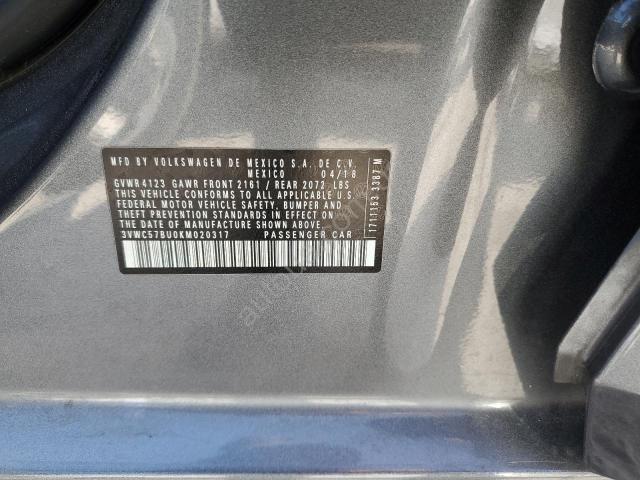 MFD BY VOLKSWAGEN DE MEXICO S.A. DE C.V.
MEXICO 04/18
GVWR 4123 GAWR FRONT 2161 / REAR 2072 LBS
THIS VEHICLE CONFORMS TO ALL APPLICABLE U.S
FEDERAL MOTOR VEHICLE SAFETY, BUMPER AND
THEFT PREVENTION STANDARDS IN EFFECT ON THE
DATE OF MANUFACTURE SHOWN ABOVE.
3VWC57BU0KM020317 PASSENGER CAR
1711163 3387 M